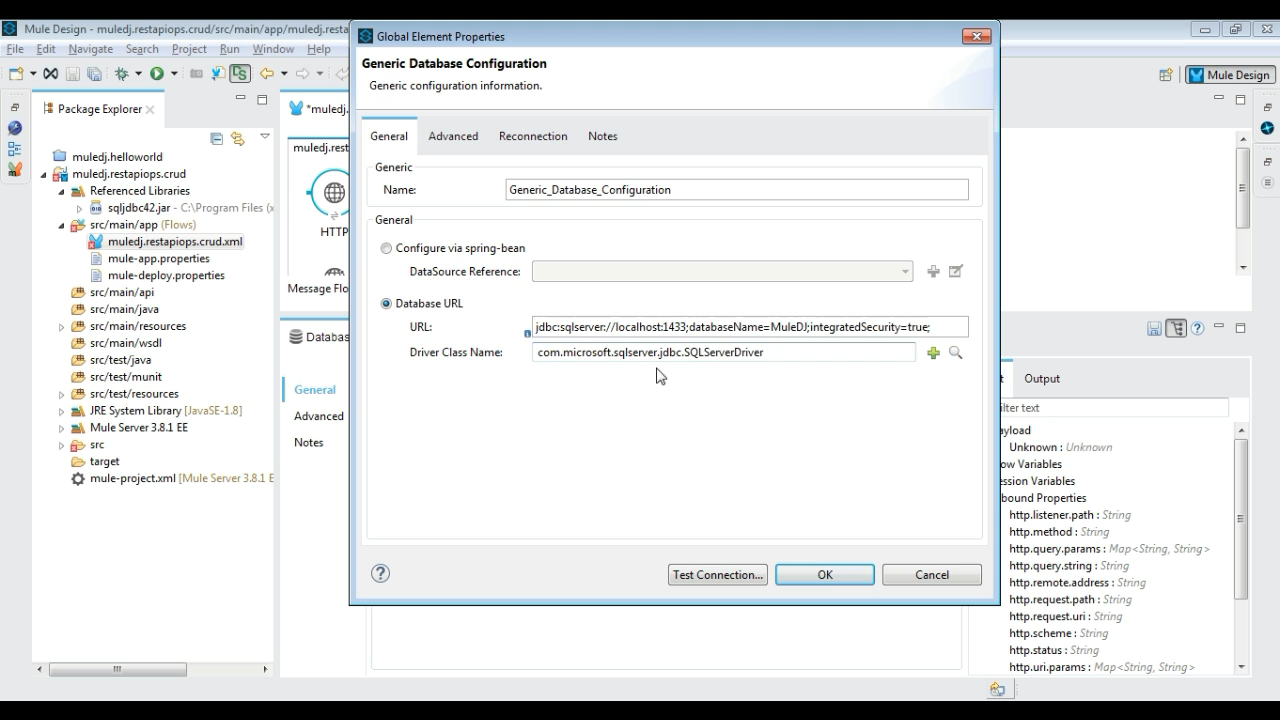 Mule Design - muledj.restapiops.crud/src/main/app/muledj.resta
File Edit Navigate Search Project Run Window Help
Mule Design
Package Explorer
muledj.helloworld
muledj.restapiops.crud
Referenced Libraries
sqljdbc42.jar - C:\Program Files (x
src/main/app (Flows)
muledj.restapiops.crud.xml
mule-app.properties
mule-deploy.properties
src/main/api
src/main/java
src/main/resources
src/main/wsdl
src/test/java
src/test/munit
src/test/resources
JRE System Library [JavaSE-1.8]
Mule Server 3.8.1 EE
src
target
mule-project.xml [Mule Server 3.8.1 E
*muledj.
muledj.rest
HTTP
Message Flo
Databas
General
Advanced
Notes
Global Element Properties
Generic Database Configuration
Generic configuration information.
General Advanced Reconnection Notes
Generic
Name: Generic_Database_Configuration
General
Configure via spring-bean
DataSource Reference:
Database URL
URL: jdbc:sqlserver://localhost:1433;databaseName=MuleDJ;integratedSecurity=true;
Driver Class Name: com.microsoft.sqlserver.jdbc.SQLServerDriver
Test Connection... OK Cancel
t Output
ilter text
ayload
Unknown : Unknown
ow Variables
ession Variables
bound Properties
http.listener.path : String
http.method : String
http.query.params : Map<String, String>
http.query.string : String
http.remote.address : String
http.request.path : String
http.request.uri : String
http.scheme : String
http.status : String
http.uri.params : Map<String, String>